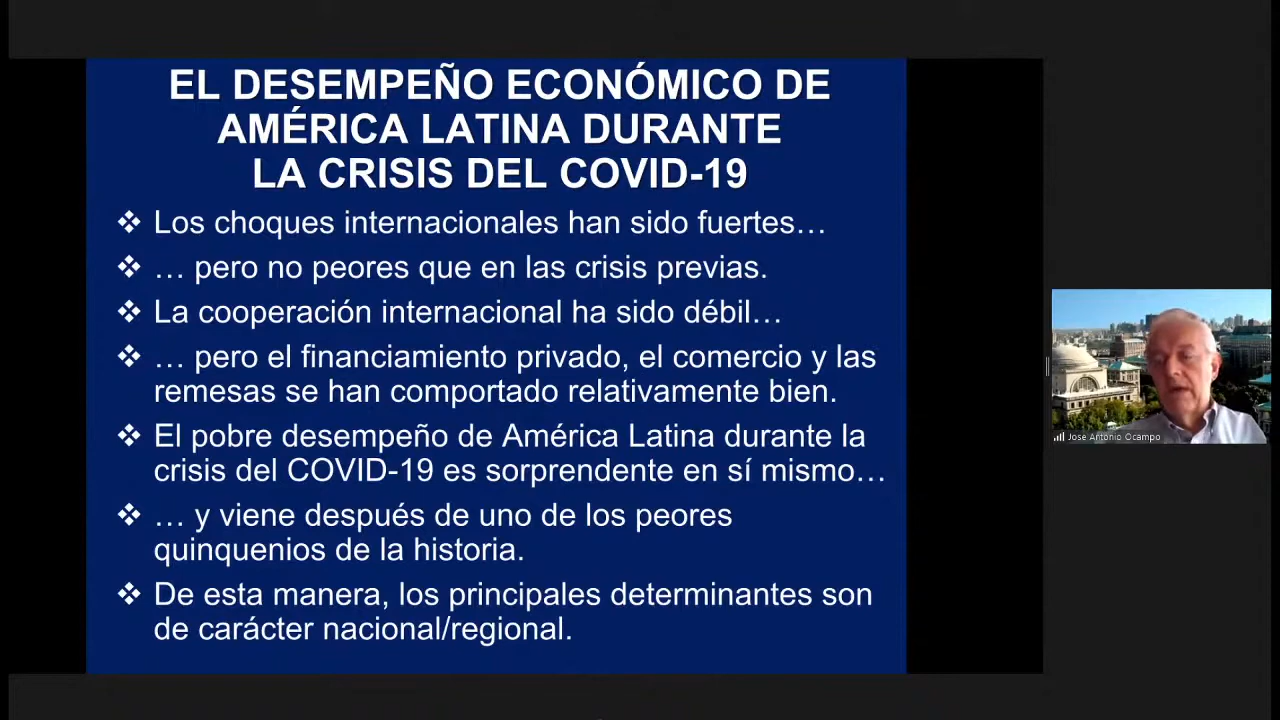 EL DESEMPEÑO ECONÓMICO DE
AMÉRICA LATINA DURANTE
LA CRISIS DEL COVID-19
❖ Los choques internacionales han sido fuertes…
❖ … pero no peores que en las crisis previas.
❖ La cooperación internacional ha sido débil…
❖ … pero el financiamiento privado, el comercio y las
remesas se han comportado relativamente bien.
❖ El pobre desempeño de América Latina durante la
crisis del COVID-19 es sorprendente en sí mismo…
❖ … y viene después de uno de los peores
quinquenios de la historia.
❖ De esta manera, los principales determinantes son
de carácter nacional/regional.
Jose Antonio Ocampo